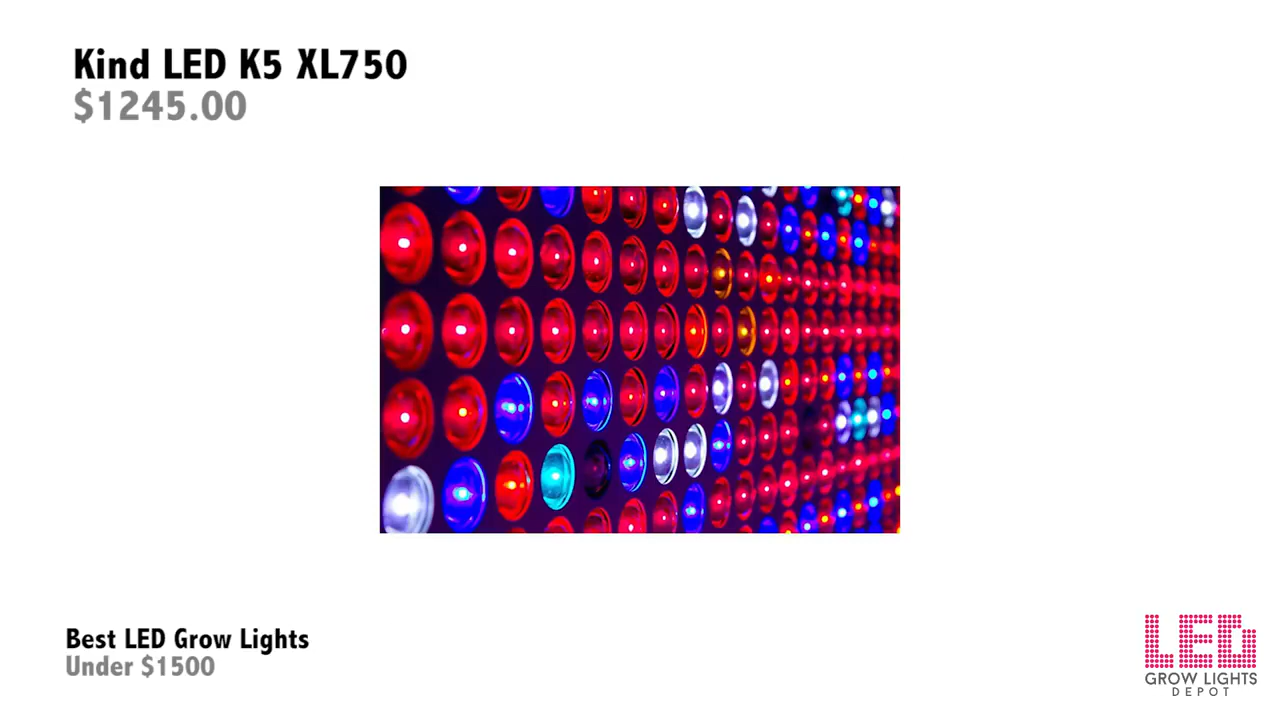 Kind LED K5 XL750
$1245.00
Best LED Grow Lights
Under $1500
LED
GROW LIGHTS
DEPOT